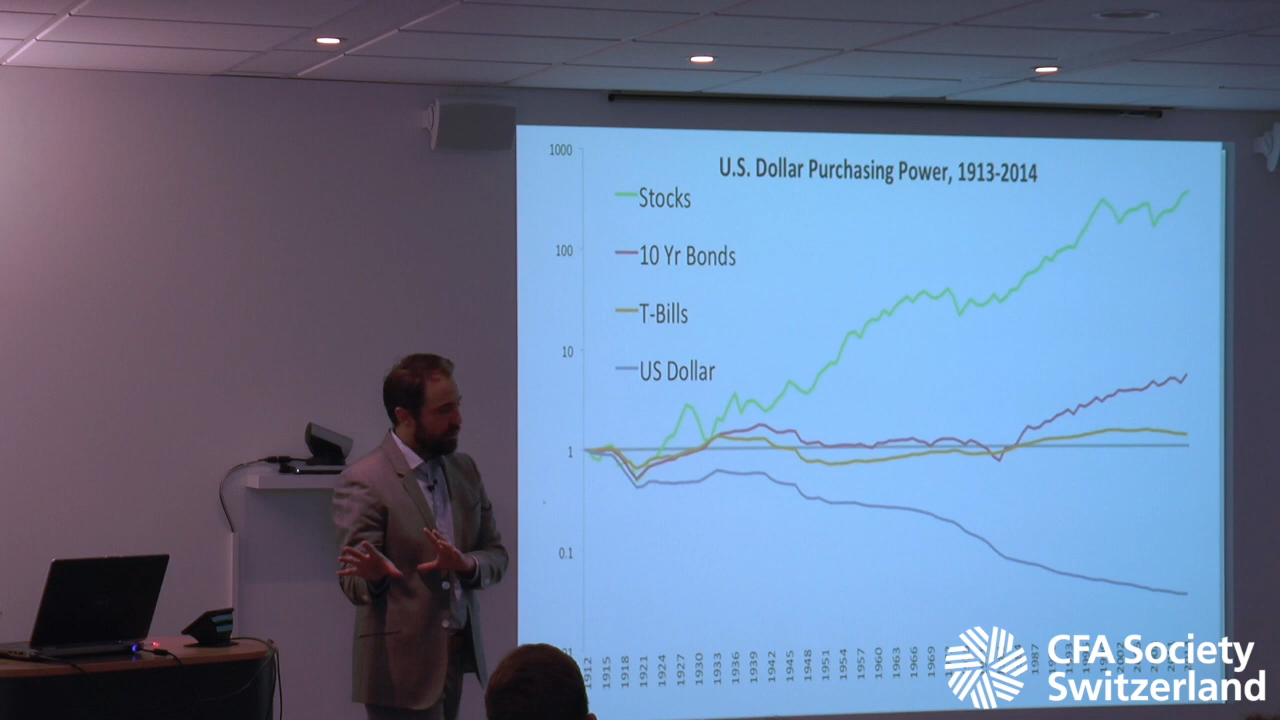 1000
U.S. Dollar Purchasing Power, 1913-2014
Stocks
100
10 Yr Bonds
T-Bills
10
US Dollar
1
0.1
1912 1915 1918 1921 1924 1927 1930 1933 1936 1939 1942 1945 1948 1951 1954 1957 1960 1963 1966 1969 1987
CFA Society
Switzerland